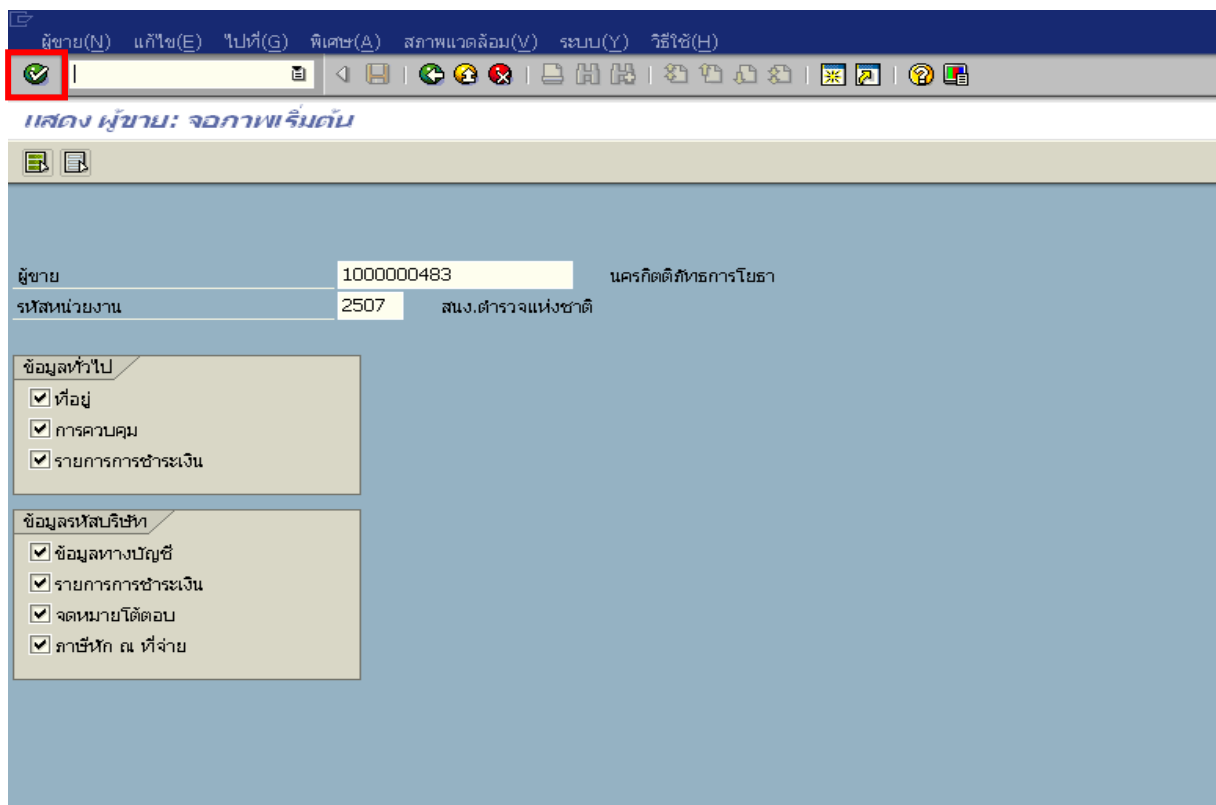 ผู้ขาย(N) แก้ไข(E) ไปที่(G) พิเศษ(A) สภาพแวดล้อม(V) ระบบ(Y) วิธีใช้(H)
แสดง ผู้ขาย: จอภาพเริ่มต้น
ผู้ขาย 1000000483 นครกิตติภัทธการโยธา
รหัสหน่วยงาน 2507 สนง.ตำรวจแห่งชาติ
ข้อมูลทั่วไป
ที่อยู่
การควบคุม
รายการการชำระเงิน
ข้อมูลรหัสบริษัท
ข้อมูลทางบัญชี
รายการการชำระเงิน
จดหมายโต้ตอบ
ภาษีหัก ณ ที่จ่าย